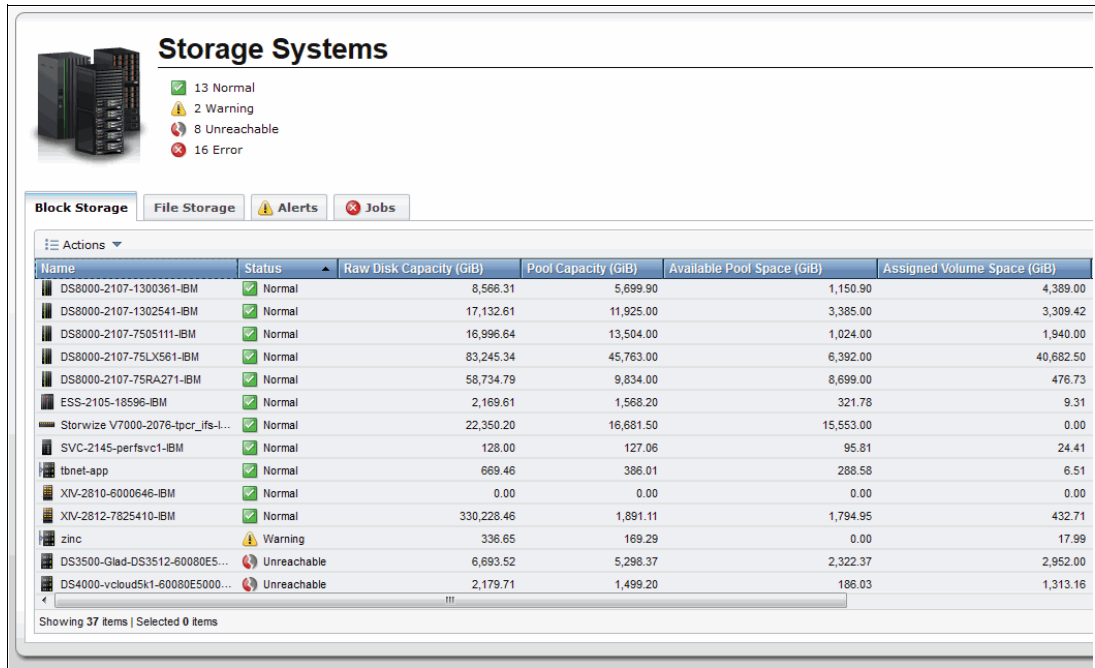 Storage Systems
13 Normal
2 Warning
8 Unreachable
16 Error
Block Storage File Storage Alerts Jobs
Actions
Name Status Raw Disk Capacity (GiB) Pool Capacity (GiB) Available Pool Space (GiB) Assigned Volume Space (GiB)
DS8000-2107-1300361-IBM Normal 8,566.31 5,699.90 1,150.90 4,389.00
DS8000-2107-1302541-IBM Normal 17,132.61 11,925.00 3,385.00 3,309.42
DS8000-2107-7505111-IBM Normal 16,996.64 13,504.00 1,024.00 1,940.00
DS8000-2107-75LX561-IBM Normal 83,245.34 45,763.00 6,392.00 40,682.50
DS8000-2107-75RA271-IBM Normal 58,734.79 9,834.00 8,699.00 476.73
ESS-2105-18596-IBM Normal 2,169.61 1,568.20 321.78 9.31
Storwize V7000-2076-tpcr_ifs-I... Normal 22,350.20 16,681.50 15,553.00 0.00
SVC-2145-perfsvc1-IBM Normal 128.00 127.06 95.81 24.41
tbnet-app Normal 669.46 386.01 288.58 6.51
XIV-2810-6000646-IBM Normal 0.00 0.00 0.00 0.00
XIV-2812-7825410-IBM Normal 330,228.46 1,891.11 1,794.95 432.71
zinc Warning 336.65 169.29 0.00 17.99
DS3500-Glad-DS3512-60080E5... Unreachable 6,693.52 5,298.37 2,322.37 2,952.00
DS4000-vcloud5k1-60080E5000... Unreachable 2,179.71 1,499.20 186.03 1,313.16
Showing 37 items | Selected 0 items